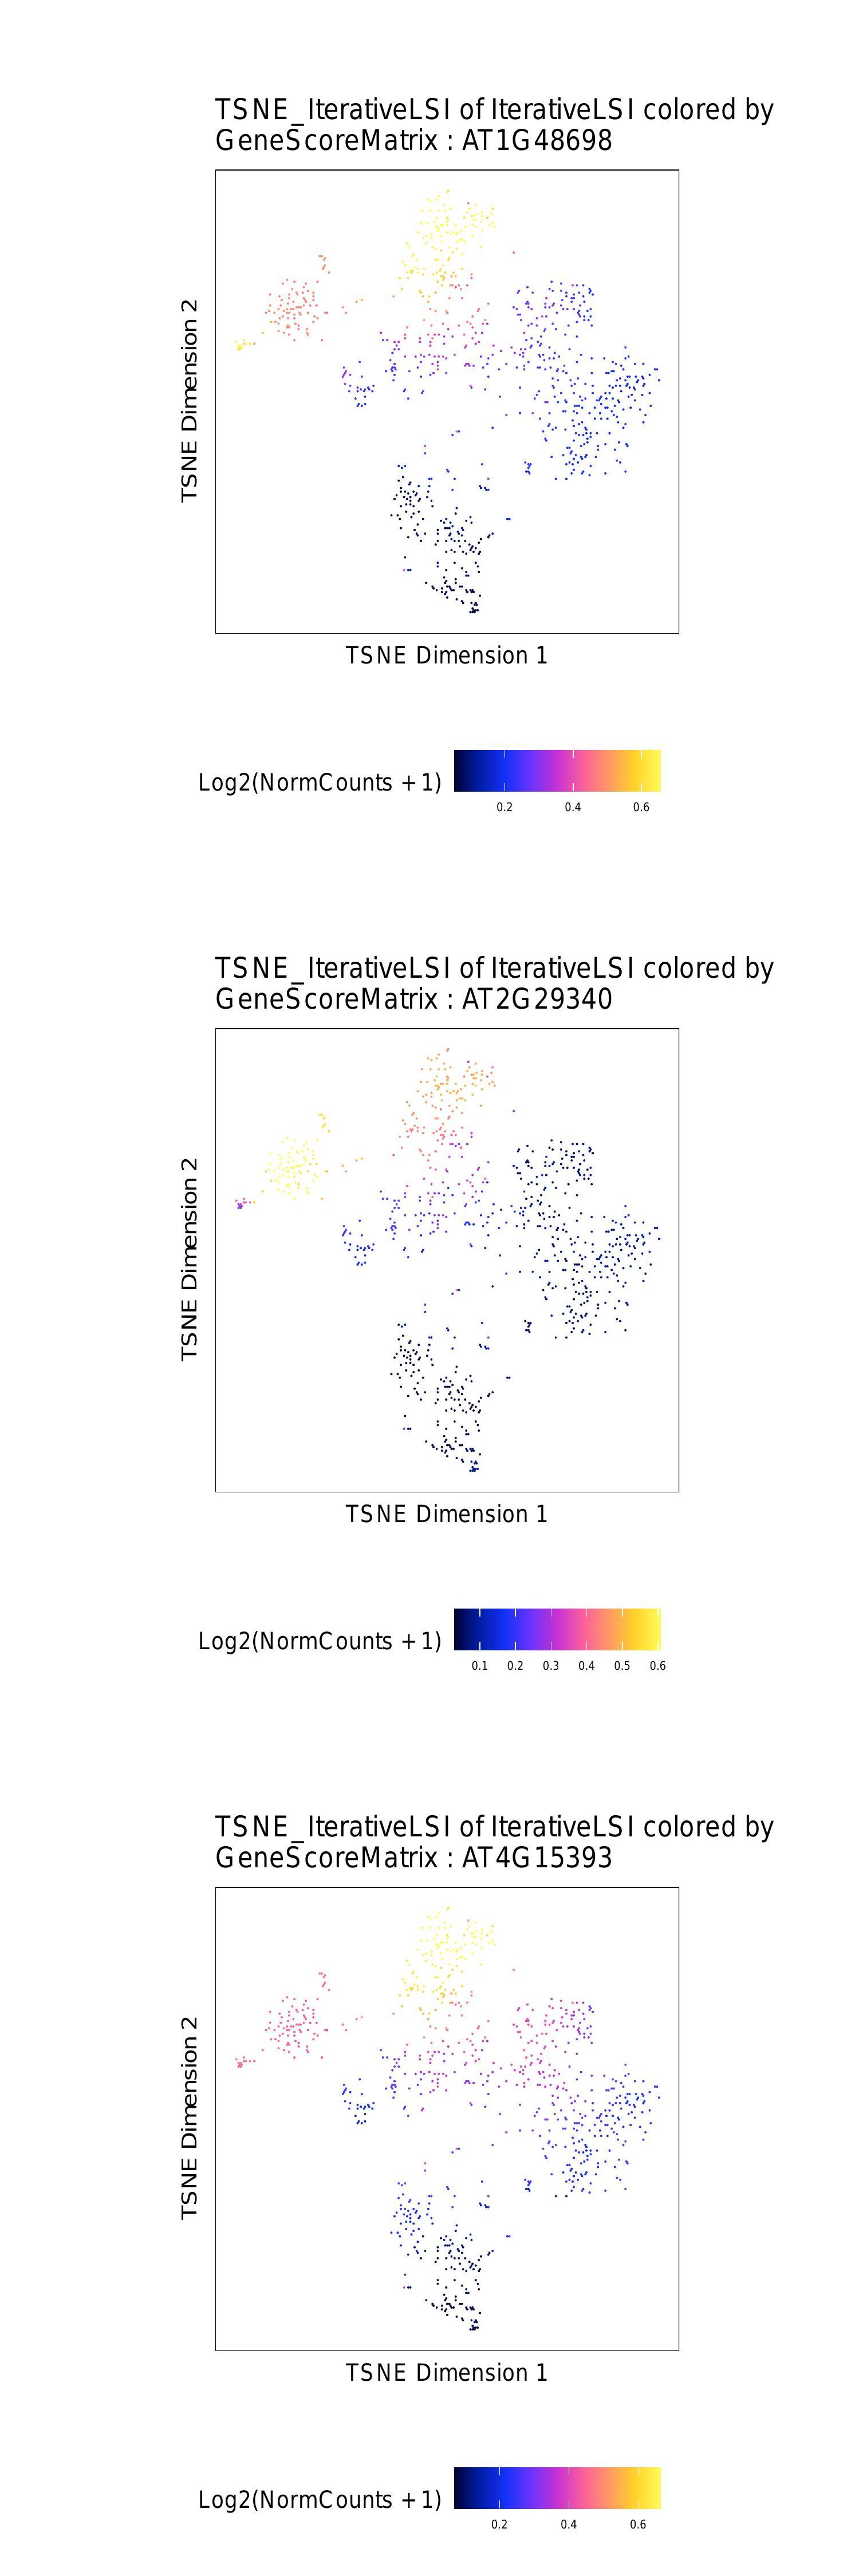 TSNE_IterativeLSI of IterativeLSI colored by
GeneScoreMatrix : AT1G48698
TSNE Dimension 2
TSNE Dimension 1
Log2(NormCounts +1)
0.2 0.4 0.6
TSNE_IterativeLSI of IterativeLSI colored by
GeneScoreMatrix : AT2G29340
TSNE Dimension 2
TSNE Dimension 1
Log2(NormCounts +1)
0.1 0.2 0.3 0.4 0.5 0.6
TSNE_IterativeLSI of IterativeLSI colored by
GeneScoreMatrix : AT4G15393
TSNE Dimension 2
TSNE Dimension 1
Log2(NormCounts +1)
0.2 0.4 0.6